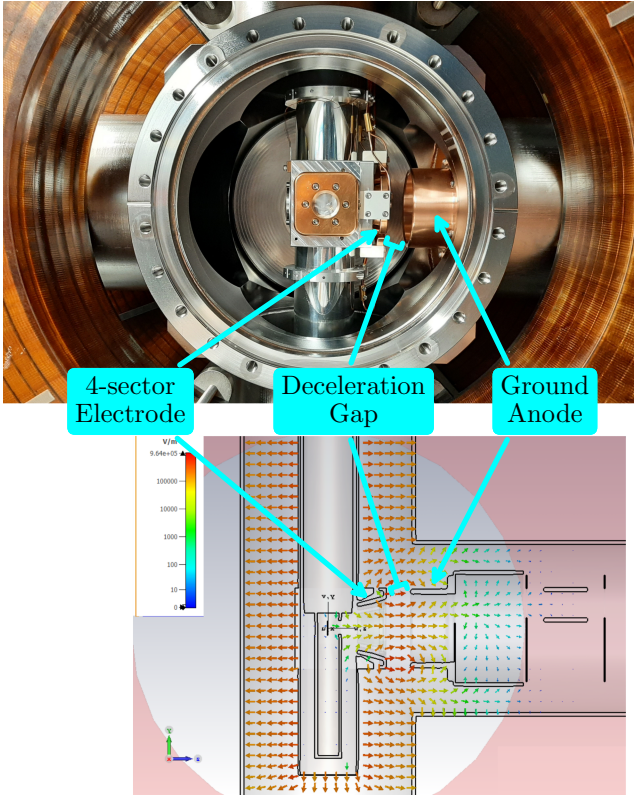 4-sector
Electrode
Deceleration
Gap
Ground
Anode
V/m
9.64e+05
100000
10000
1000
100
10
0
Y